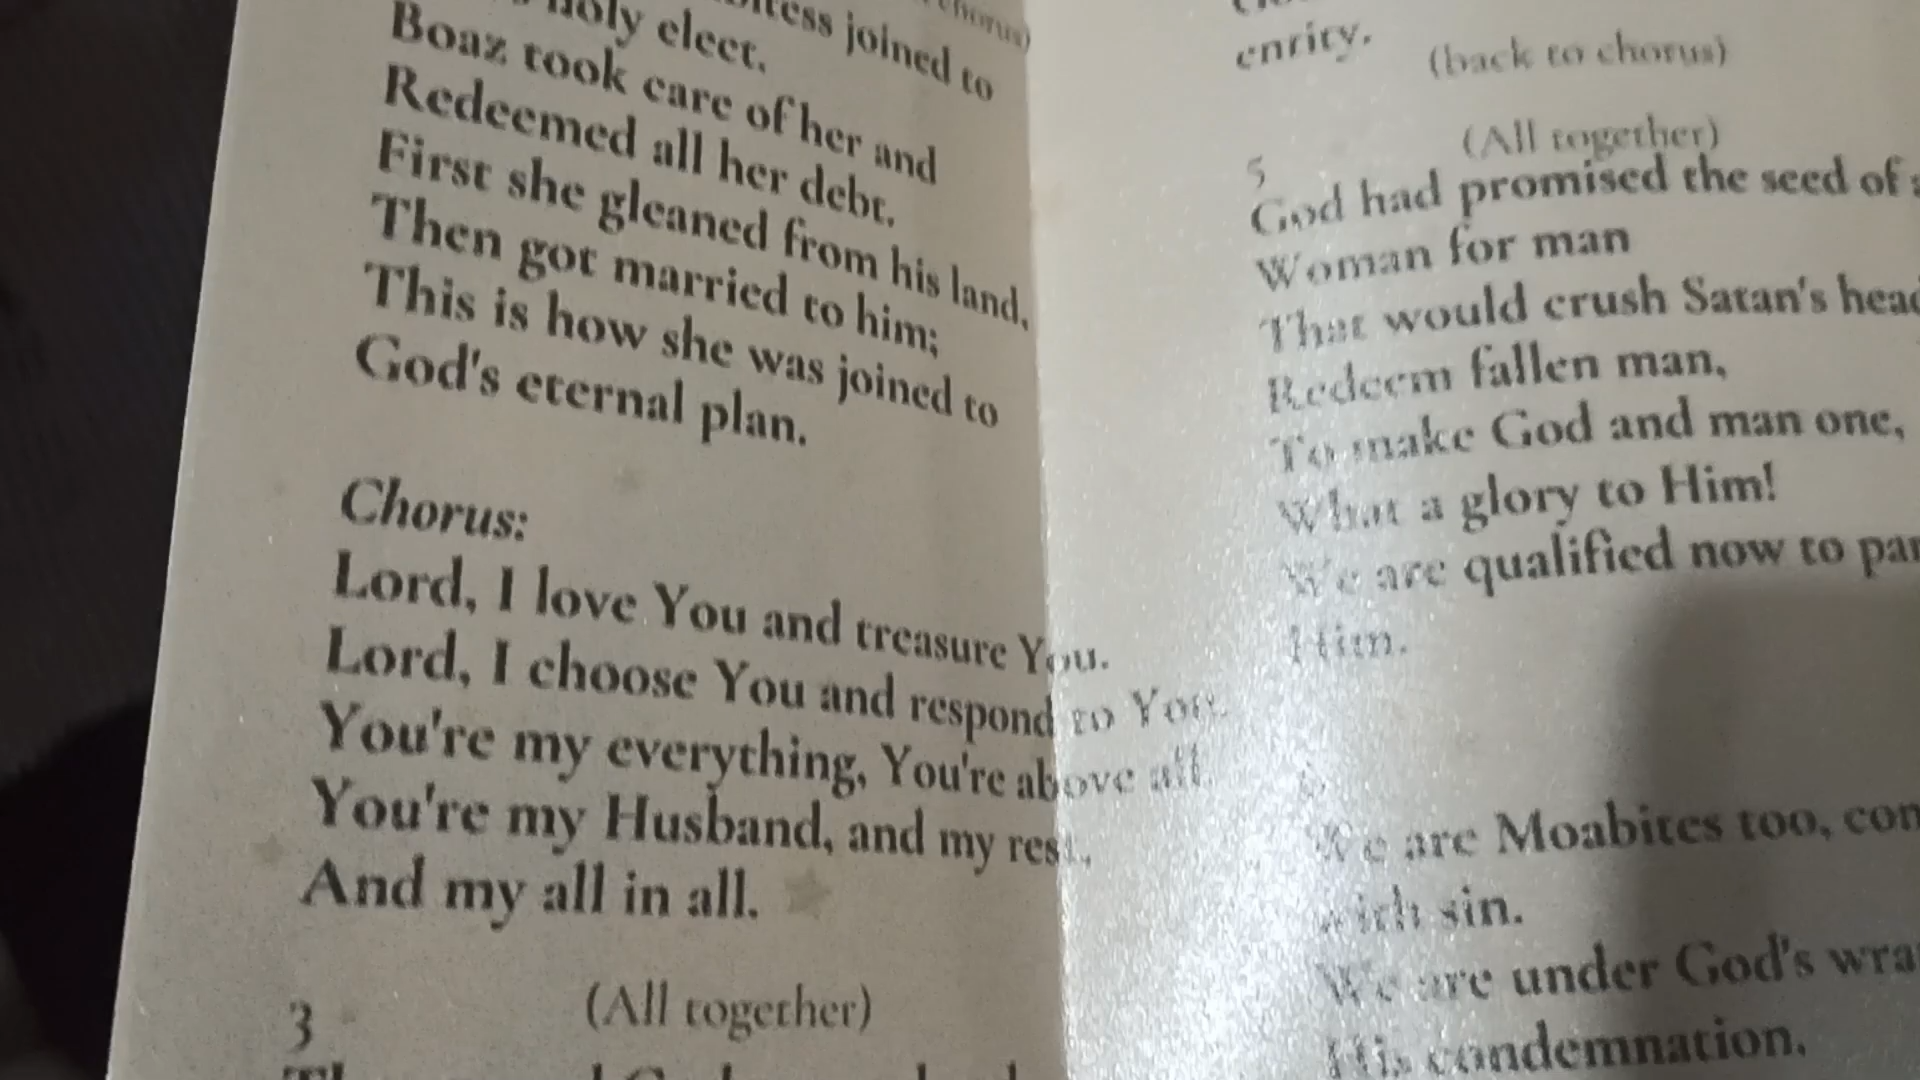 chorus)
joined to
holy elect.
Boaz took care of her and
Redeemed all her debt.
First she gleaned from his land,
Then got married to him;
This is how she was joined to
God's eternal plan.
Chorus:
Lord, I love You and treasure You.
Lord, I choose You and respond to You.
You're my everything, You're above all.
You're my Husband, and my rest,
And my all in all.
3 (All together)
enrity.
(back to chorus)
(All together)
5
God had promised the seed of a
Woman for man
That would crush Satan's head
Redeem fallen man,
To make God and man one,
What a glory to Him!
We are qualified now to
Him.
We are Moabites too,
with sin.
We are under God's
His condemnation.